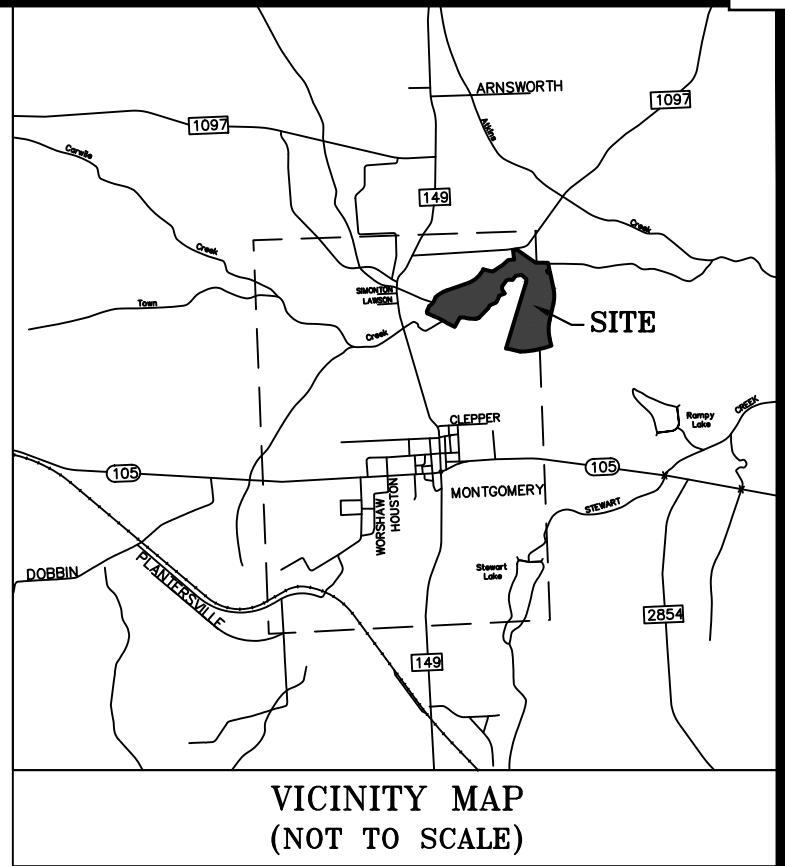 ARNSWORTH
1097
1097
Atkins
Carwile
149
Creek
Creek
SIMONTON
LAWSON
Town
SITE
Creek
CLEPPER
Rampy
Lake
CREEK
105
105
MONTGOMERY
WORSHAW
HOUSTON
STEWART
DOBBIN
PLANTERSVILLE
Stewart
Lake
2854
149
VICINITY MAP
(NOT TO SCALE)